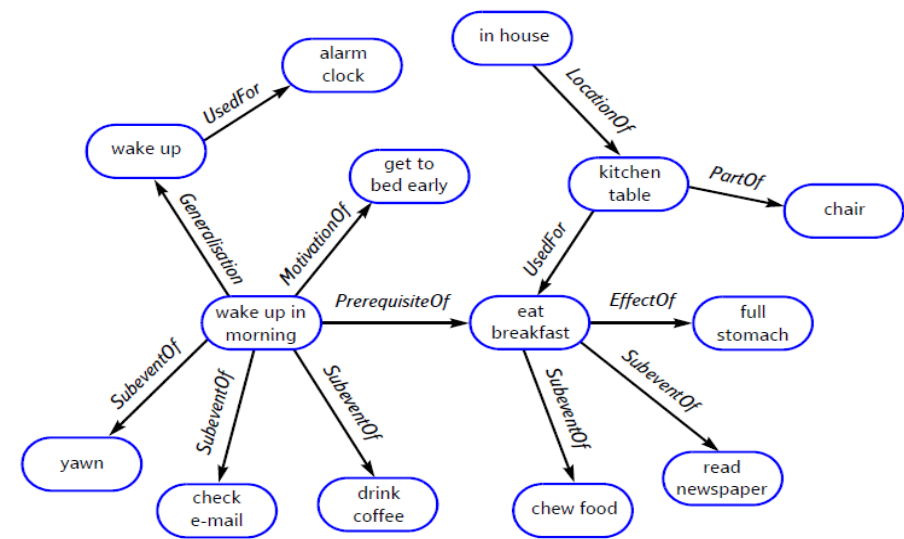 in house
alarm
clock
UsedFor
LocationOf
wake up
get to
bed early
kitchen
table
PartOf
chair
Generalisation
MotivationOf
UsedFor
wake up in
morning
PrerequisiteOf
eat
breakfast
EffectOf
full
stomach
SubeventOf
SubeventOf
SubeventOf
SubeventOf
SubeventOf
yawn
check
e-mail
drink
coffee
chew food
read
newspaper